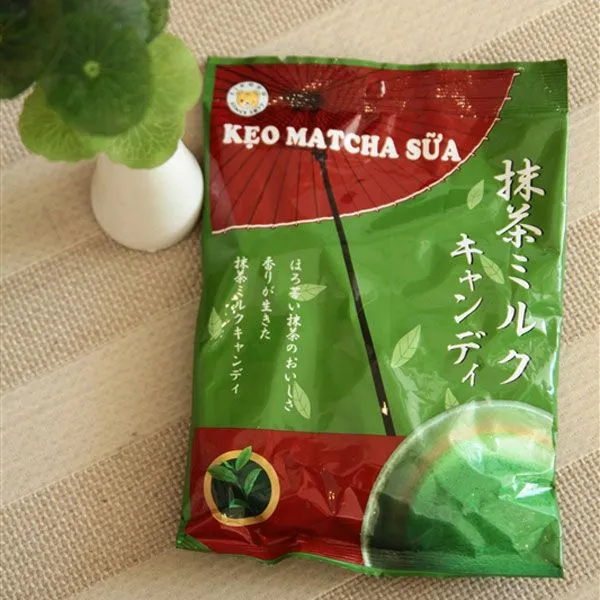 KẸO MATCHA SỮA
抹茶ミルク
キャンディ
ほろ苦い抹茶のおいしさ
香りが生きた
抹茶ミルクキャンディ